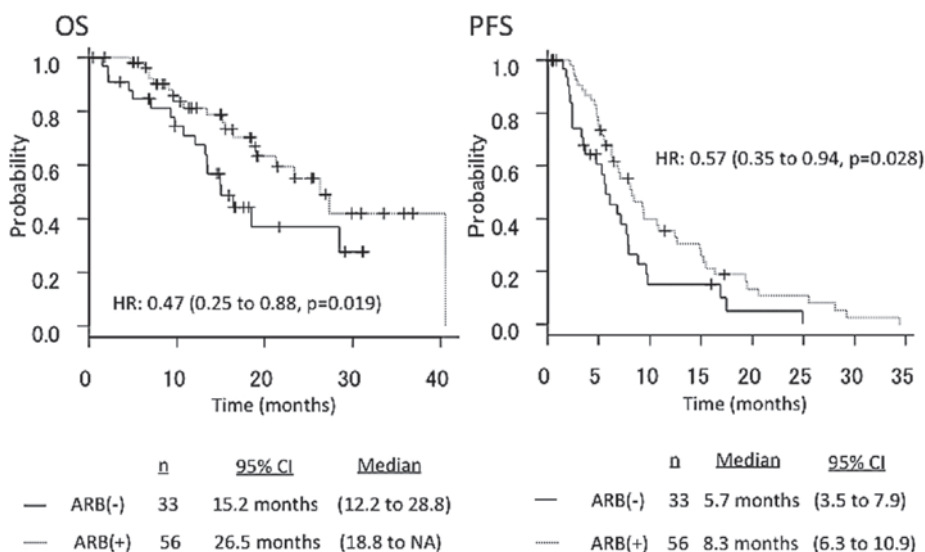 OS
1.0
0.8
0.6
0.4
0.2
0.0
Probability
HR: 0.47 (0.25 to 0.88, p=0.019)
0 10 20 30 40
Time (months)
n 95% CI Median
ARB(-) 33 15.2 months (12.2 to 28.8)
ARB(+) 56 26.5 months (18.8 to NA)
PFS
1.0
0.8
0.6
0.4
0.2
0.0
Probability
HR: 0.57 (0.35 to 0.94, p=0.028)
0 5 10 15 20 25 30 35
Time (months)
n Median 95% CI
ARB(-) 33 5.7 months (3.5 to 7.9)
ARB(+) 56 8.3 months (6.3 to 10.9)